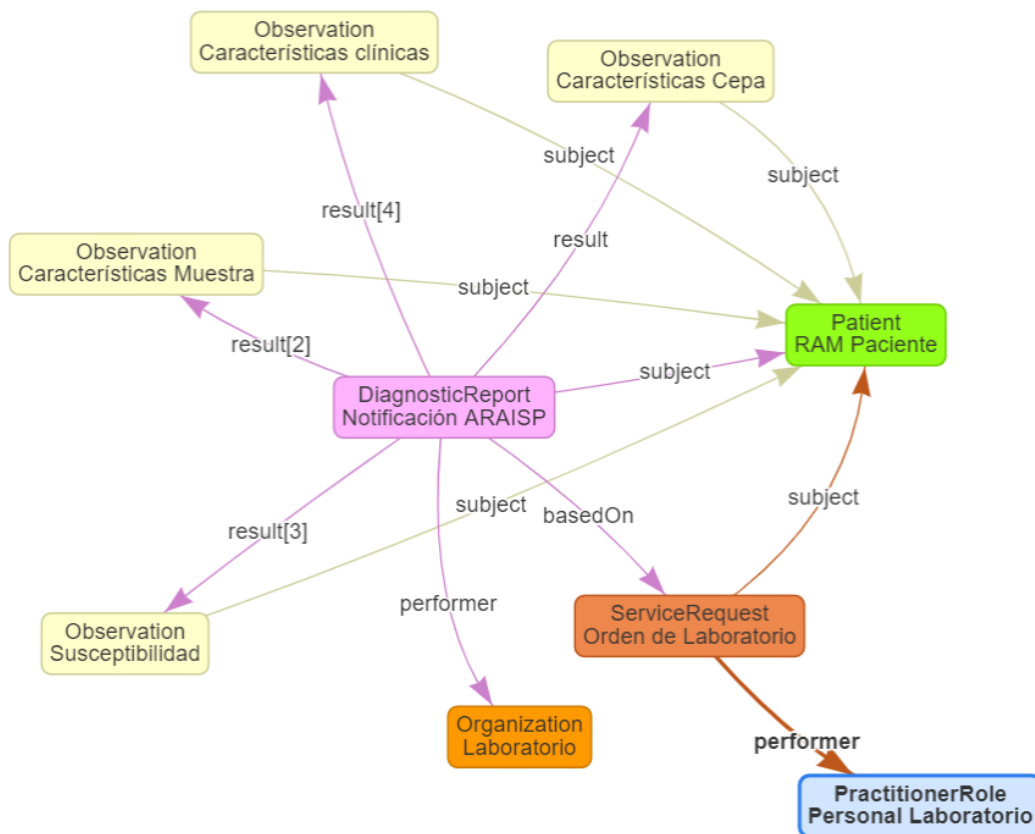 Observation
Características clínicas
Observation
Características Cepa
subject
subject
result[4]
result
Observation
Características Muestra
subject
Patient
RAM Paciente
result[2]
subject
DiagnosticReport
Notificación ARAISP
subject
subject
basedOn
result[3]
performer
ServiceRequest
Orden de Laboratorio
Observation
Susceptibilidad
Organization
Laboratorio
performer
PractitionerRole
Personal Laboratorio